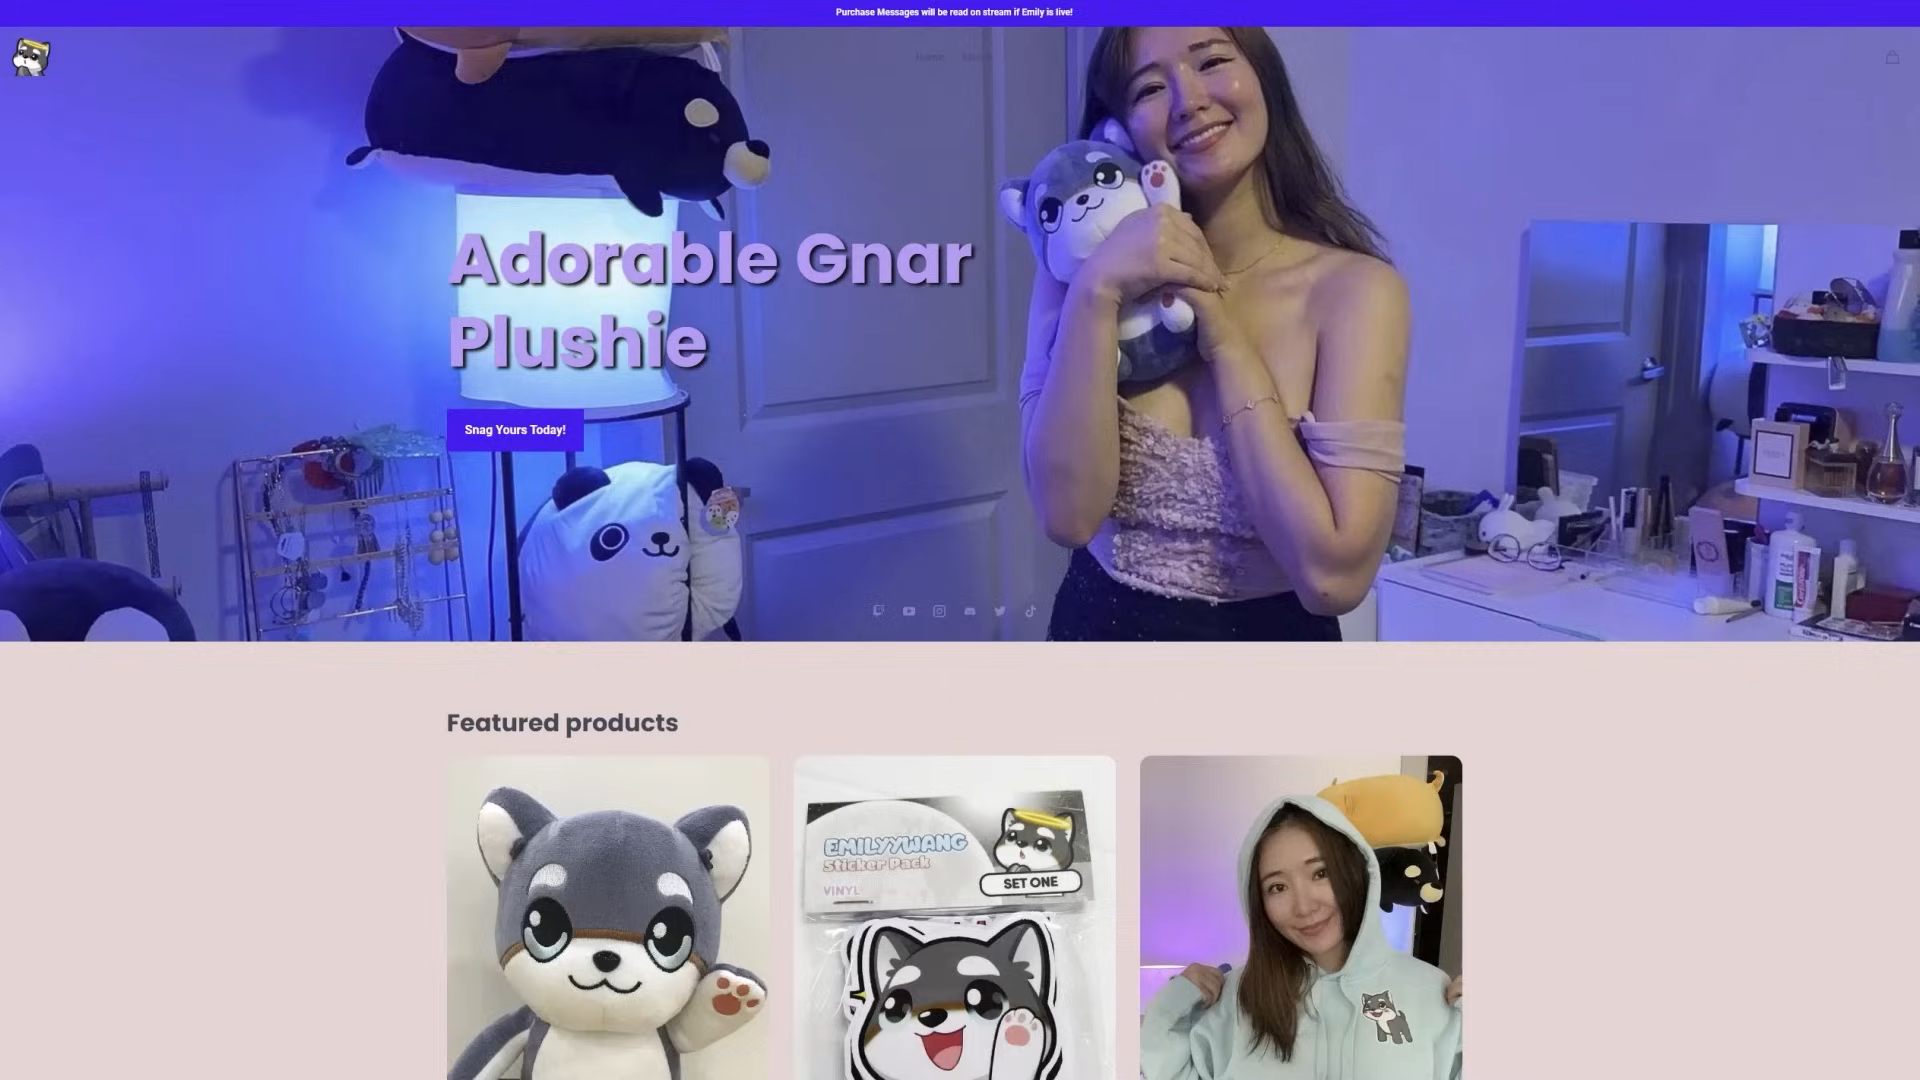 Purchase Messages will be read on stream if Emily is live!
Home
Adorable Gnar
Plushie
Snag Yours Today!
Featured products
EMILYYWANG
Sticker Pack
VINYL
SET ONE